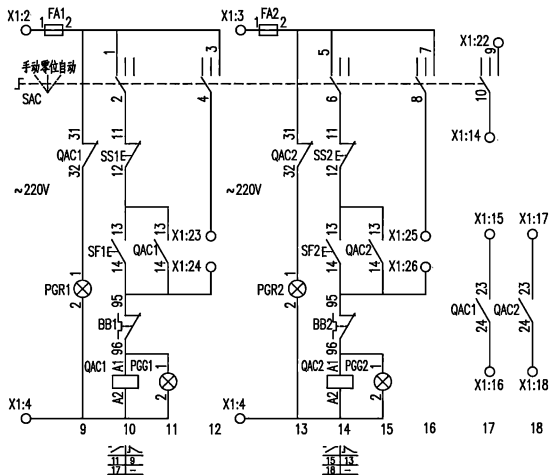 X1:2 1 FA1 2 X1:3 1 FA2 2
X1:22
1 3 5 7 9
手动零位自动
SAC
2 4 6 8 10
X1:14
31 11 31 11
QAC1 SS1E QAC2 SS2E
32 12 32 12
~220V ~220V
X1:23 X1:25 X1:15 X1:17
13 13 13 13
SF1E QAC1 SF2E QAC2
14 14 14 14
X1:24 X1:26
1 1
PGR1 PGR2
2 2
23 23
QAC1 QAC2
24 24
95 95
BB1 BB2
96 96
QAC1 A1 PGG1 1 QAC2 A1 PGG2 1
A2 2 A2 2
X1:16 X1:18
X1:4 X1:4
9 10 11 12 13 14 15 16 17 18
11 9 15 13
17 - 18 -